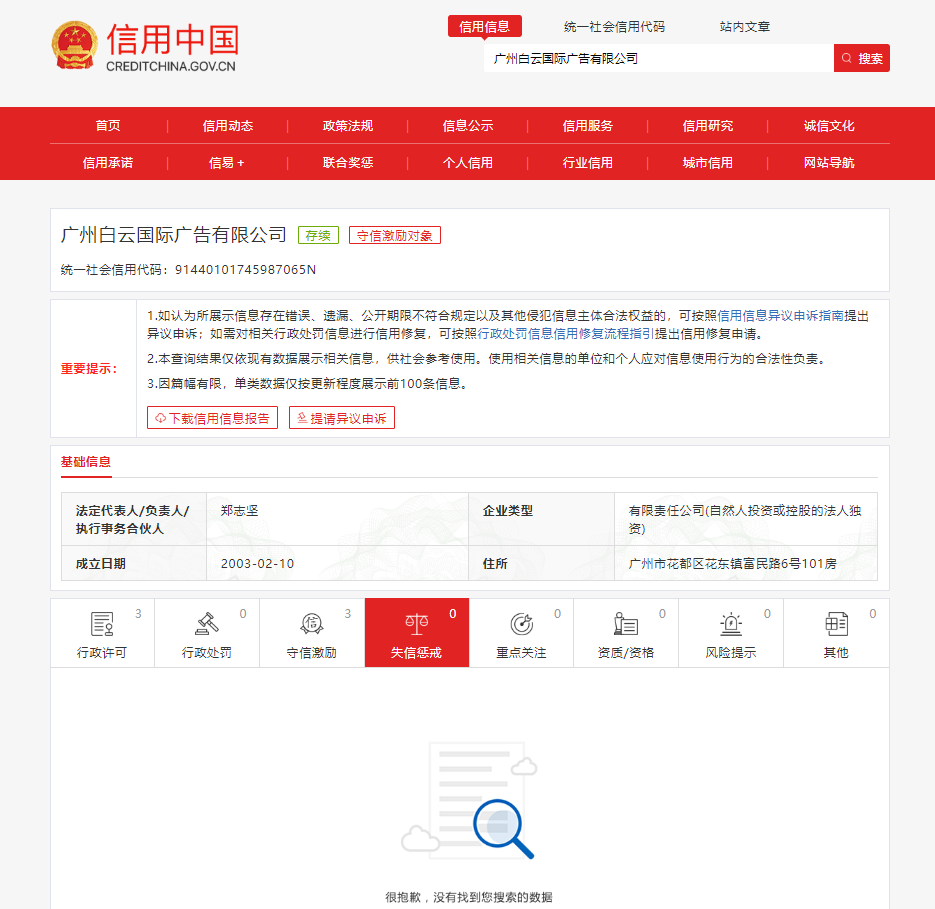 信用中国
CREDITCHINA.GOV.CN
信用信息 统一社会信用代码 站内文章
广州白云国际广告有限公司 搜索
首页 信用动态 政策法规 信息公示 信用服务 信用研究 诚信文化
信用承诺 信易+ 联合奖惩 个人信用 行业信用 城市信用 网站导航
广州白云国际广告有限公司 存续 守信激励对象
统一社会信用代码：91440101745987065N
重要提示：
1.如认为所展示信息存在错误、遗漏、公开期限不符合规定以及其他侵犯信息主体合法权益的，可按照信用信息异议申诉指南提出
异议申诉；如需对相关行政处罚信息进行信用修复，可按照行政处罚信息信用修复流程指引提出信用修复申请。
2.本查询结果仅依现有数据展示相关信息，供社会参考使用。使用相关信息的单位和个人应对信息使用行为的合法性负责。
3.因篇幅有限，单类数据仅按更新程度展示前100条信息。
下载信用信息报告 提请异议申诉
基础信息
法定代表人/负责人/
执行事务合伙人
郑志坚
企业类型
有限责任公司(自然人投资或控股的法人独
资)
成立日期 2003-02-10 住所 广州市花都区花东镇富民路6号101房
3 0 信 3 0 0 0 0 0
行政许可 行政处罚 守信激励 失信惩戒 重点关注 资质/资格 风险提示 其他
很抱歉，没有找到您搜索的数据